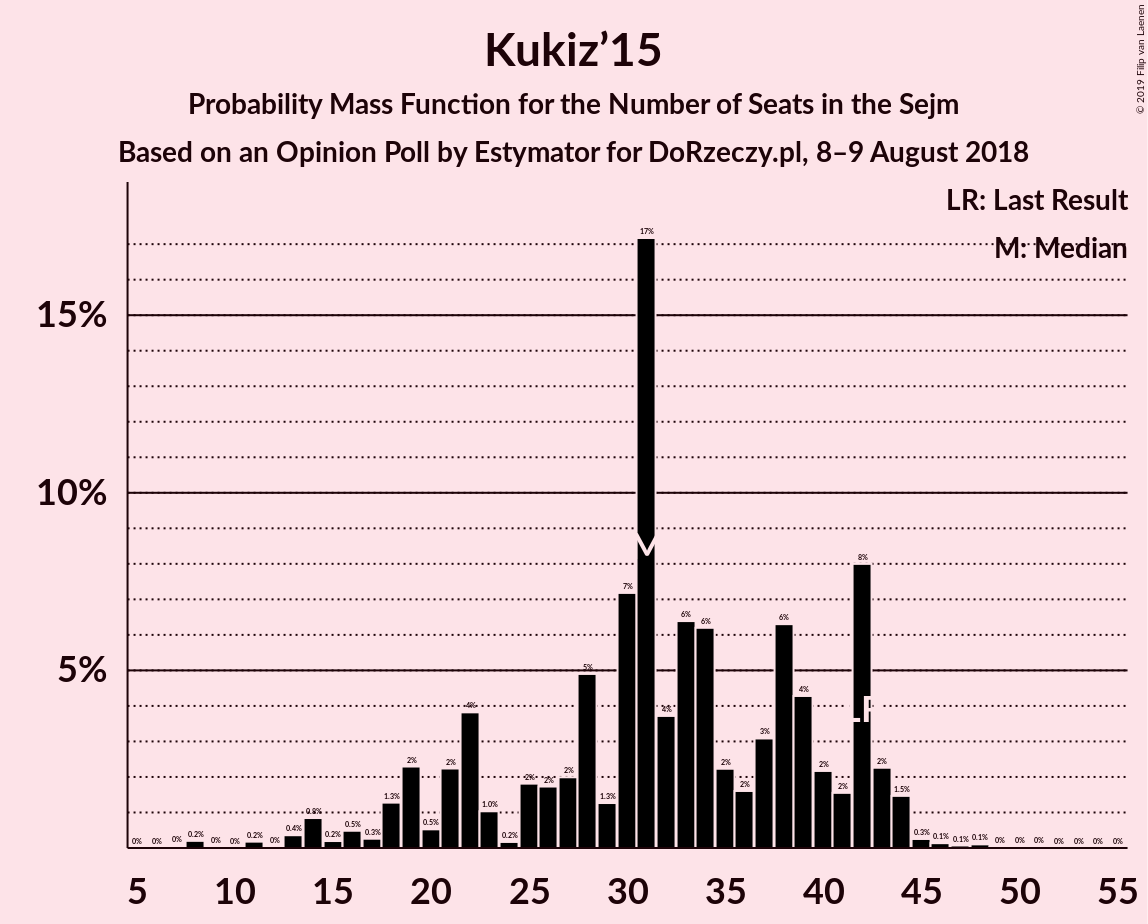 Kukiz’15
Probability Mass Function for the Number of Seats in the Sejm
Based on an Opinion Poll by Estymator for DoRzeczy.pl, 8–9 August 2018
© 2019 Filip van Laenen
LR: Last Result
M: Median
15%
10%
5%
0% 0% 0% 0.2% 0% 0% 0.2% 0% 0.4% 0.8% 0.2% 0.5% 0.3% 1.3% 2% 0.5% 2% 4% 1.0% 0.2% 2% 2% 2% 5% 1.3% 7% 17% 4% 6% 6% 2% 2% 3% 6% 4% 2% 2% 8% 2% 1.5% 0.3% 0.1% 0.1% 0.1% 0% 0% 0% 0% 0% 0% 0%
5 10 15 20 25 30 35 40 45 50 55